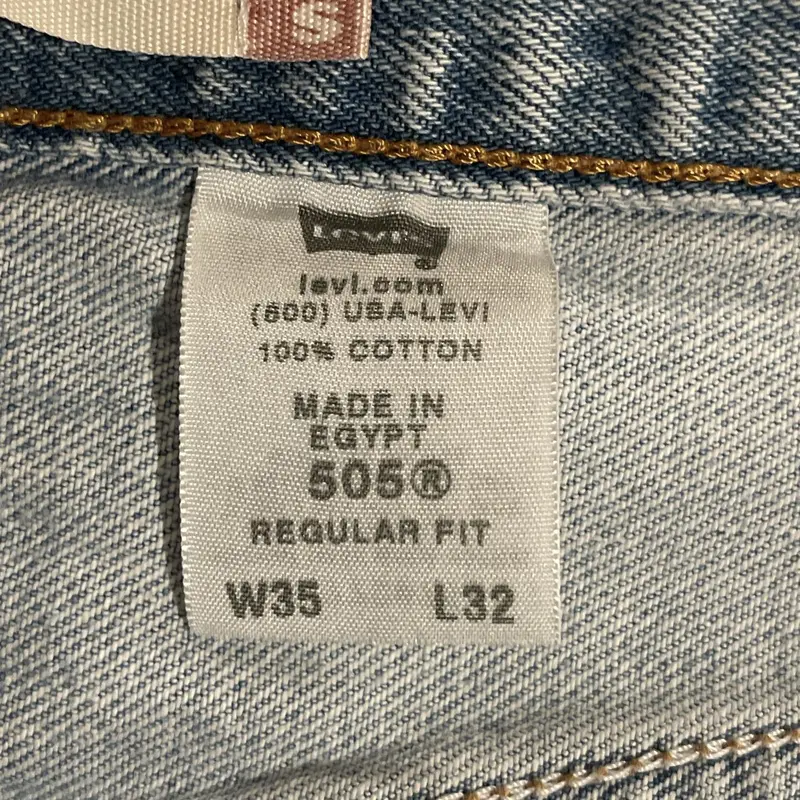 S
Levi's
®
levi.com
(800) USA-LEVI
100% COTTON
MADE IN
EGYPT
505®
REGULAR FIT
W35 L32